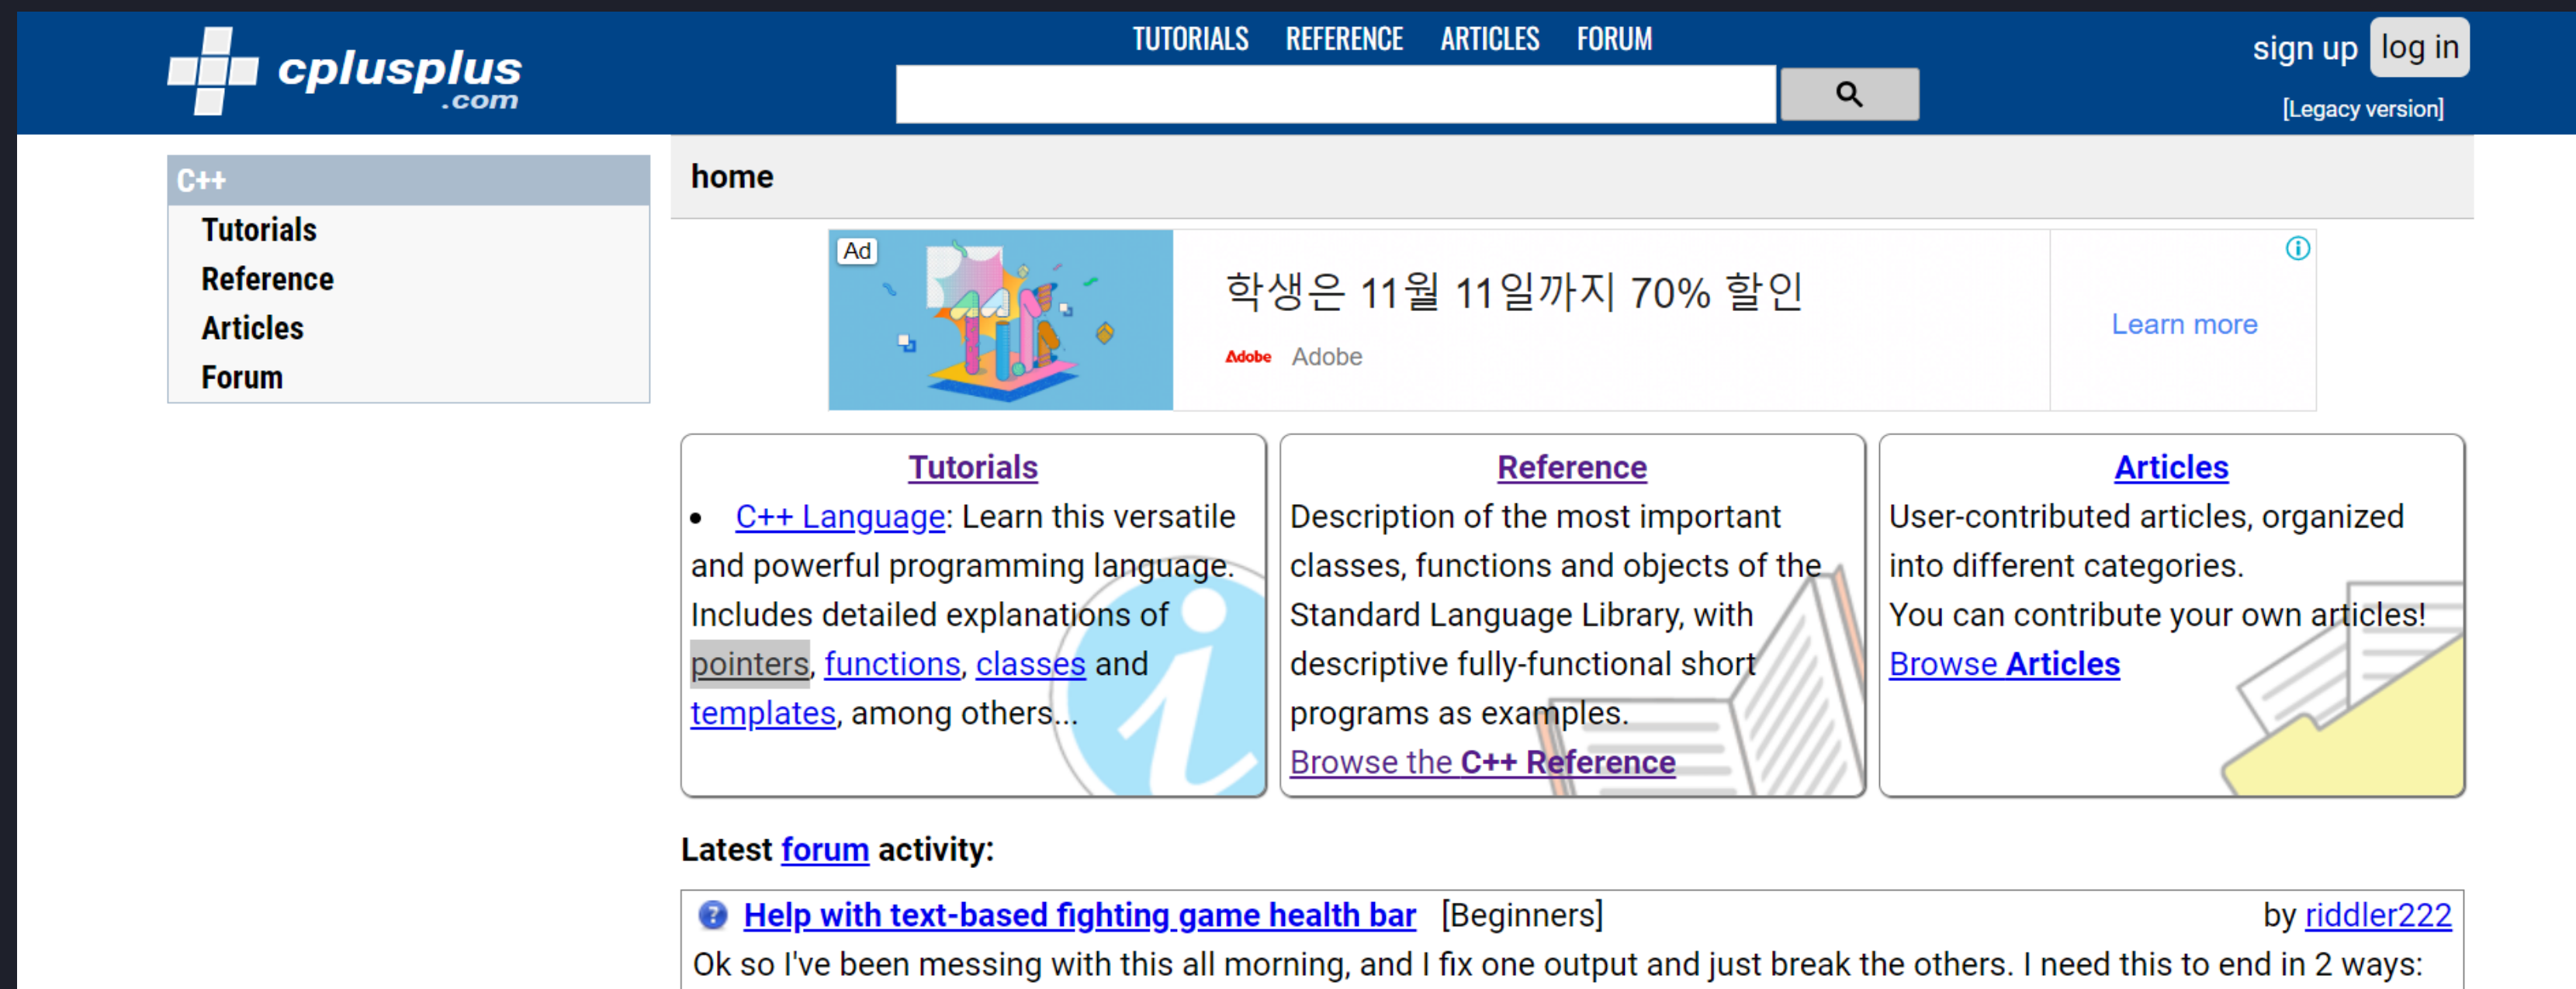 cplusplus
.com
TUTORIALS REFERENCE ARTICLES FORUM
sign up log in
[Legacy version]
C++
Tutorials
Reference
Articles
Forum
home
Ad
학생은 11월 11일까지 70% 할인
Adobe Adobe
Learn more
Tutorials
• C++ Language: Learn this versatile
and powerful programming language.
Includes detailed explanations of
pointers, functions, classes and
templates, among others...
Reference
Description of the most important
classes, functions and objects of the
Standard Language Library, with
descriptive fully-functional short
programs as examples.
Browse the C++ Reference
Articles
User-contributed articles, organized
into different categories.
You can contribute your own articles!
Browse Articles
Latest forum activity:
Help with text-based fighting game health bar [Beginners] by riddler222
Ok so I've been messing with this all morning, and I fix one output and just break the others. I need this to end in 2 ways: